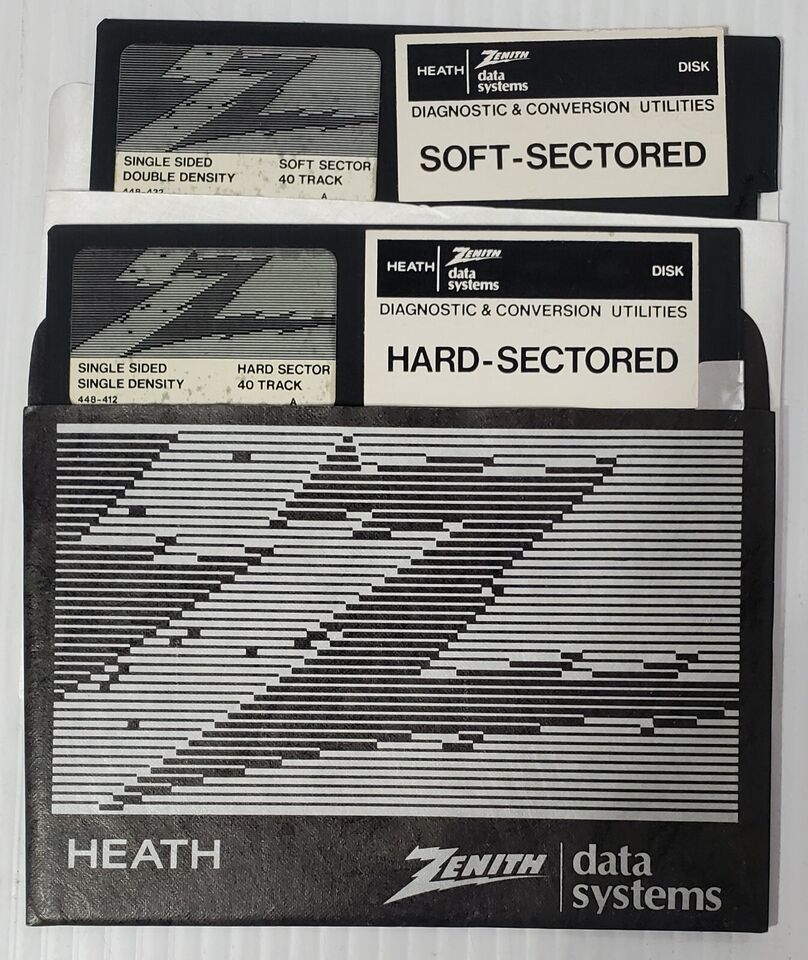 HEATH
ZENITH
data
systems
DISK
DIAGNOSTIC & CONVERSION UTILITIES
SOFT-SECTORED
SINGLE SIDED SOFT SECTOR
DOUBLE DENSITY 40 TRACK
A
HEATH
ZENITH
data
systems
DISK
DIAGNOSTIC & CONVERSION UTILITIES
HARD-SECTORED
SINGLE SIDED HARD SECTOR
SINGLE DENSITY 40 TRACK
448-412 A
HEATH
ZENITH
data
systems